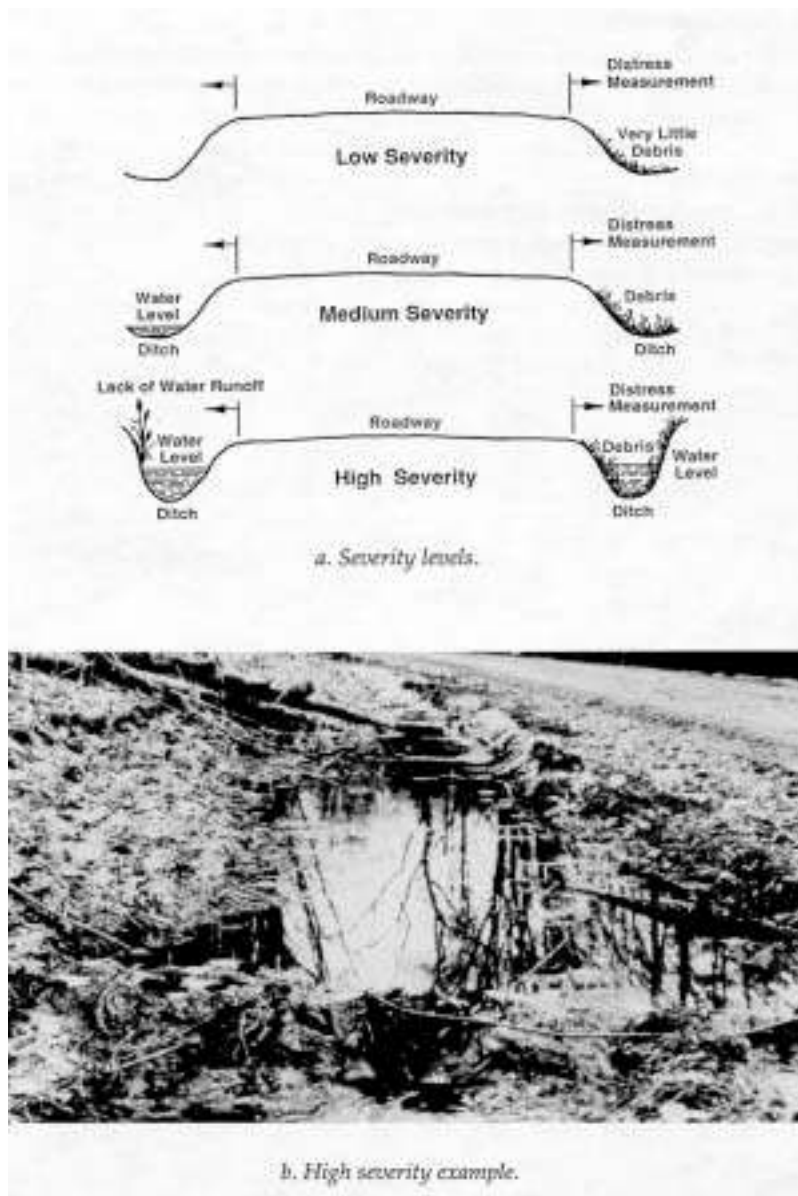 Distress
Measurement
Roadway
Very Little
Debris
Low Severity
Distress
Measurement
Roadway
Water
Level
Debris
Medium Severity
Ditch
Ditch
Lack of Water Runoff
Distress
Measurement
Roadway
Water
Level
Debris
Water
Level
High Severity
Ditch
Ditch
a. Severity levels.
b. High severity example.